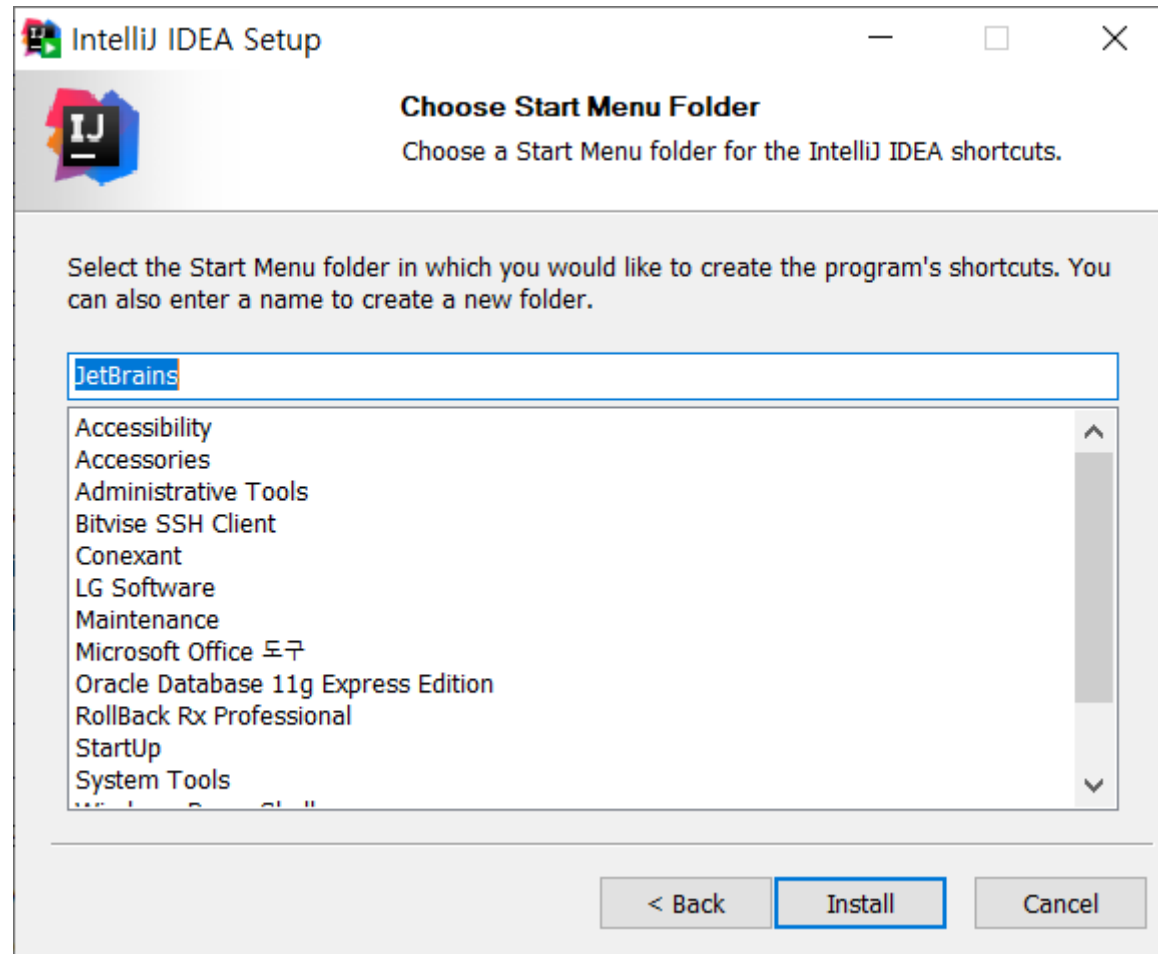 IntelliJ IDEA Setup
IJ
Choose Start Menu Folder
Choose a Start Menu folder for the IntelliJ IDEA shortcuts.
Select the Start Menu folder in which you would like to create the program's shortcuts. You
can also enter a name to create a new folder.
JetBrains
Accessibility
Accessories
Administrative Tools
Bitvise SSH Client
Conexant
LG Software
Maintenance
Microsoft Office 도구
Oracle Database 11g Express Edition
RollBack Rx Professional
StartUp
System Tools
< Back
Install
Cancel